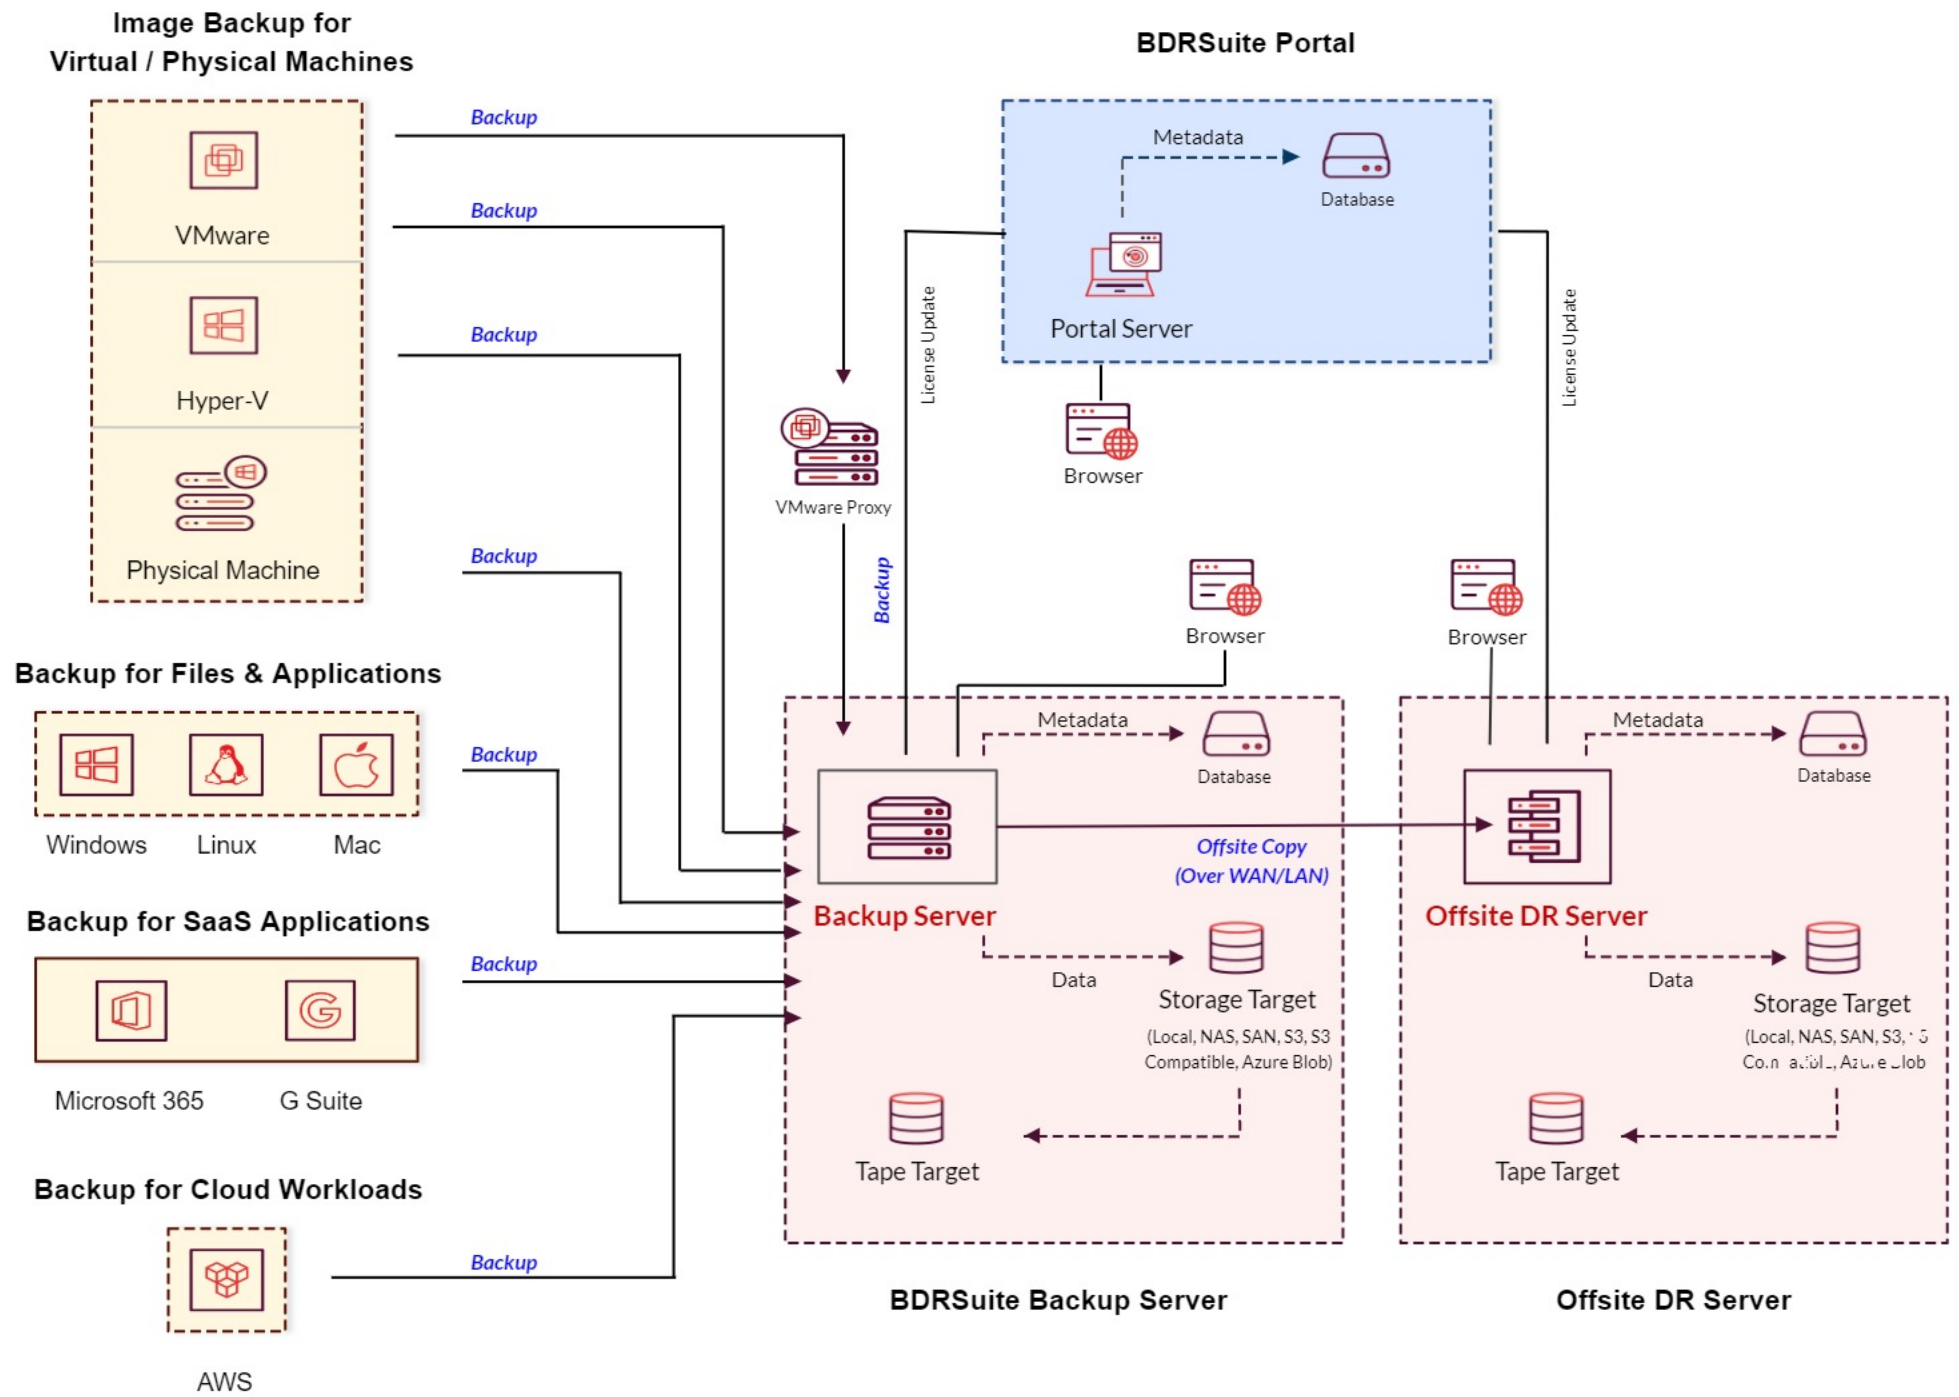 Image Backup for
Virtual / Physical Machines
BDRSuite Portal
Backup
Metadata
Database
VMware
Backup
Portal Server
License Update
License Update
Hyper-V
Backup
Browser
VMware Proxy
Physical Machine
Backup
Backup
Browser
Browser
Backup for Files & Applications
Windows
Linux
Mac
Backup
Metadata
Database
Metadata
Database
Offsite Copy
(Over WAN/LAN)
Backup Server
Offsite DR Server
Backup for SaaS Applications
Microsoft 365
G Suite
Backup
Data
Storage Target
(Local, NAS, SAN, S3, S3
Compatible, Azure Blob)
Data
Storage Target
(Local, NAS, SAN, S3,
Tape Target
Tape Target
Backup for Cloud Workloads
Backup
AWS
BDRSuite Backup Server
Offsite DR Server